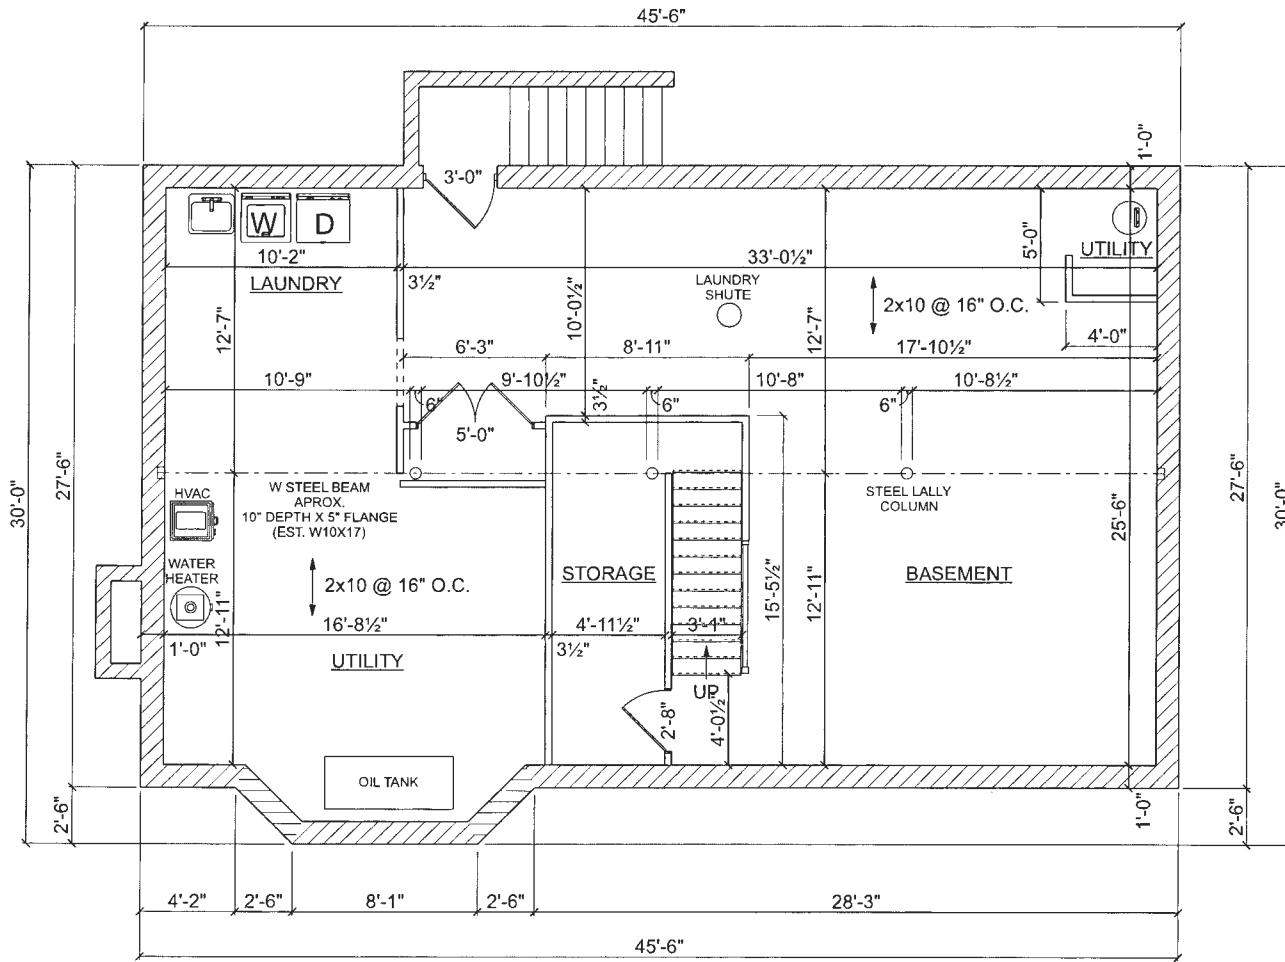 45'-6"
1'-0"
3'-0"
W
D
5'-0"
UTILITY
10'-2"
33'-0½"
LAUNDRY
3½"
LAUNDRY
SHUTE
2x10 @ 16" O.C.
12'-7"
10'-0½"
12'-7"
4'-0"
6'-3"
8'-11"
17'-10½"
10'-9"
9'-10½"
10'-8"
10'-8½"
6"
3½"
6"
6"
5'-0"
30'-0"
27'-6"
HVAC
W STEEL BEAM
APROX.
10" DEPTH X 5" FLANGE
(EST. W10X17)
STEEL LALLY
COLUMN
25'-6"
27'-6"
30'-0"
WATER
HEATER
2x10 @ 16" O.C.
STORAGE
BASEMENT
12'-11"
15'-5½"
12'-11"
1'-0"
16'-8½"
4'-11½"
3'-1"
3½"
UTILITY
UP
2'-8"
4'-0½"
OIL TANK
2'-6"
1'-0"
2'-6"
4'-2"
2'-6"
8'-1"
2'-6"
28'-3"
45'-6"